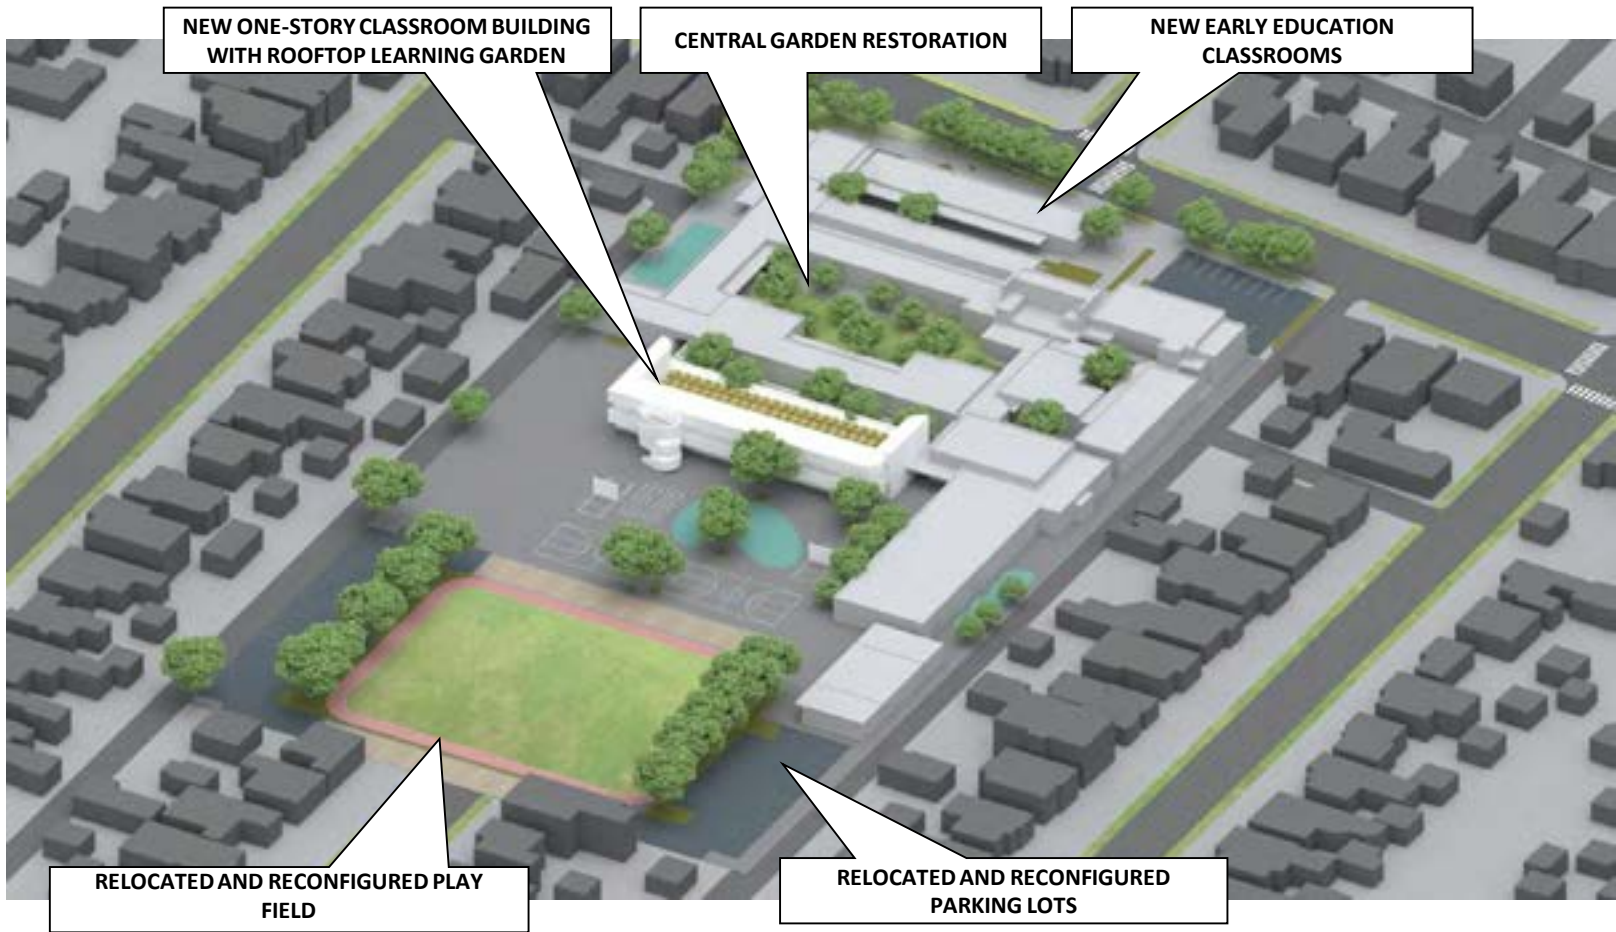 NEW ONE-STORY CLASSROOM BUILDING
WITH ROOFTOP LEARNING GARDEN
CENTRAL GARDEN RESTORATION
NEW EARLY EDUCATION
CLASSROOMS
RELOCATED AND RECONFIGURED PLAY
FIELD
RELOCATED AND RECONFIGURED
PARKING LOTS